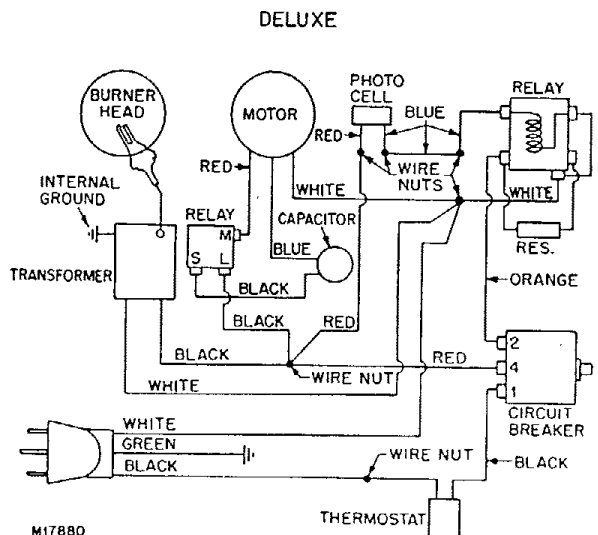 DELUXE
BURNER
HEAD
MOTOR
PHOTO
CELL
RELAY
BLUE
RED
RED
WIRE
NUTS
WHITE
WHITE
INTERNAL
GROUND
RELAY
M
S L
CAPACITOR
BLUE
RES.
TRANSFORMER
BLACK
ORANGE
BLACK
RED
2
4
1
BLACK
WIRE NUT
RED
WHITE
CIRCUIT
BREAKER
WHITE
GREEN
BLACK
WIRE NUT
BLACK
THERMOSTAT
M17880